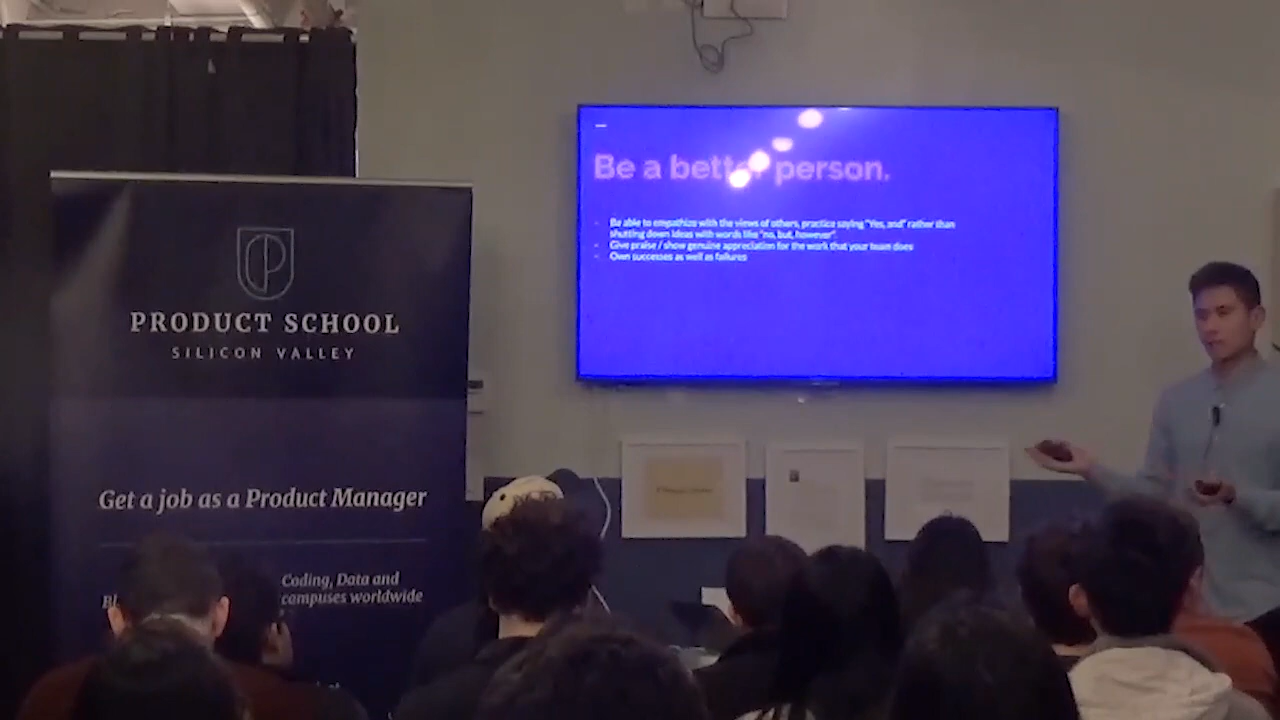 Be a better person.
Be able to empathize with the views of others, practice saying "Yes, and" rather than
shutting down ideas with words like "no, but, however".
Give praise / show genuine appreciation for the work that your team does
Own successes as well as failures
PRODUCT SCHOOL
SILICON VALLEY
Get a job as a Product Manager
Coding, Data and
campuses worldwide